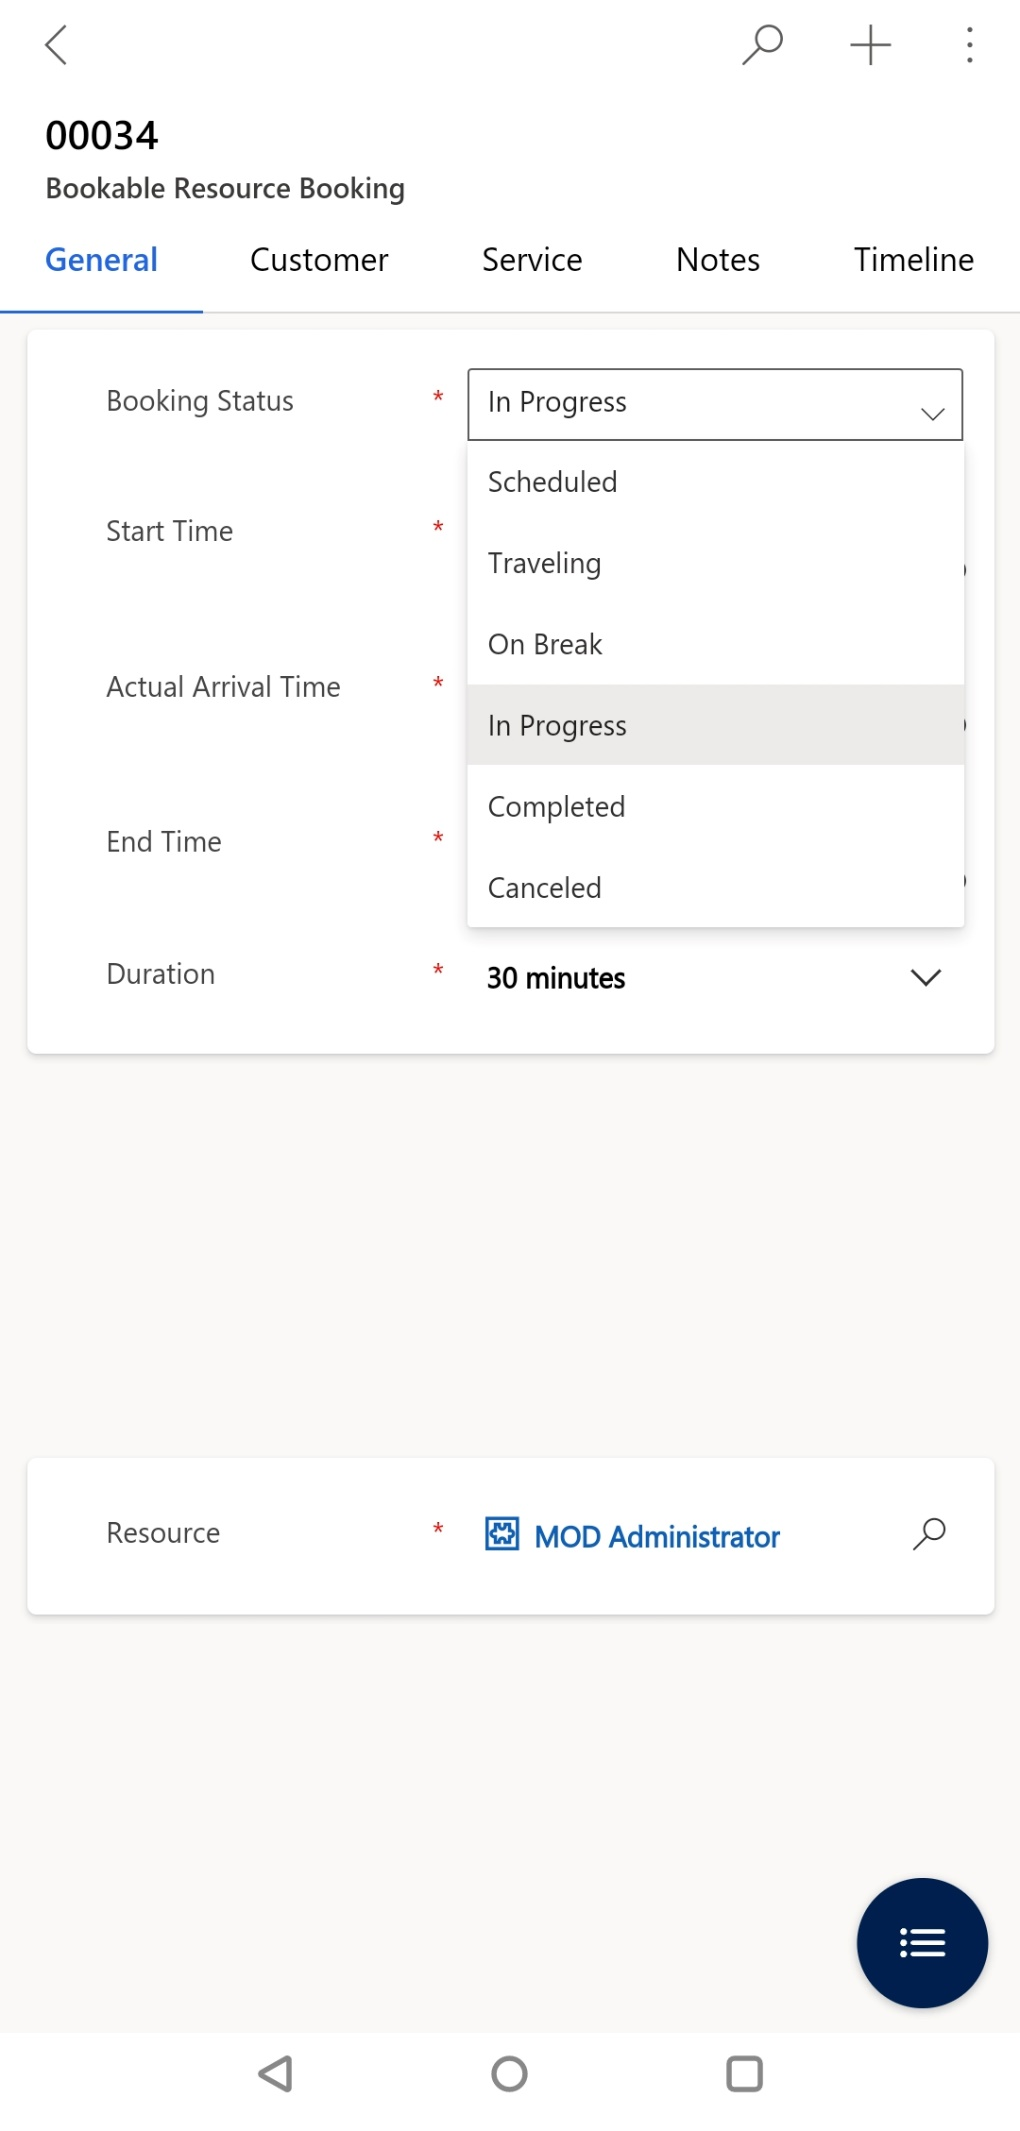 00034
Bookable Resource Booking
General Customer Service Notes Timeline
Booking Status * In Progress
Scheduled
Start Time *
Traveling
On Break
Actual Arrival Time *
In Progress
Completed
End Time *
Canceled
Duration * 30 minutes
Resource * MOD Administrator